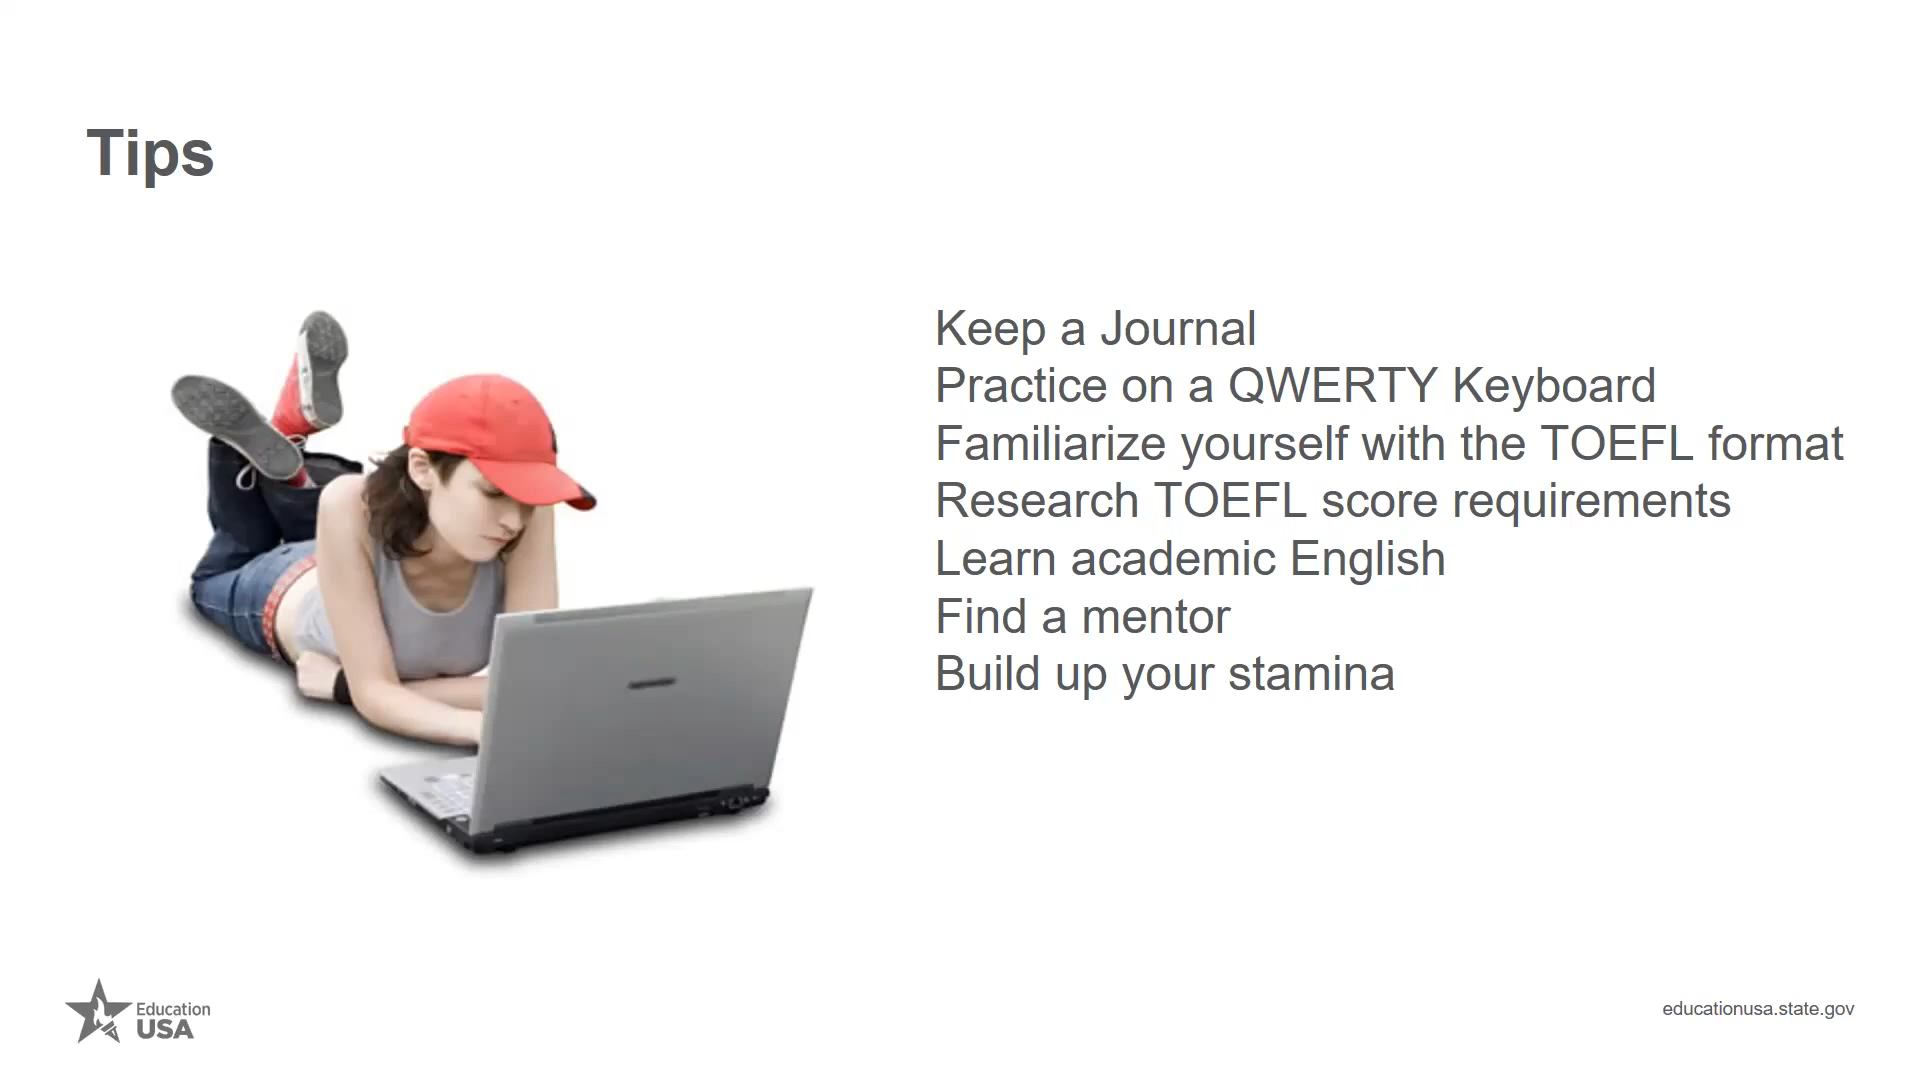 Tips
Keep a Journal
Practice on a QWERTY Keyboard
Familiarize yourself with the TOEFL format
Research TOEFL score requirements
Learn academic English
Find a mentor
Build up your stamina
Education
USA
educationusa.state.gov